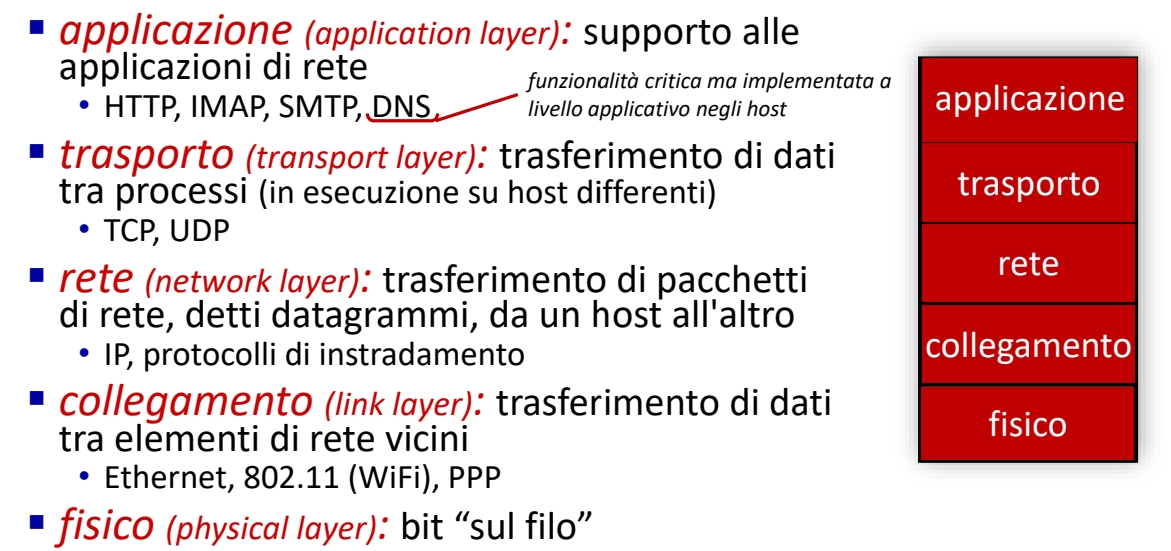 ▪ applicazione (application layer): supporto alle
applicazioni di rete
• HTTP, IMAP, SMTP, DNS,
funzionalità critica ma implementata a
livello applicativo negli host
▪ trasporto (transport layer): trasferimento di dati
tra processi (in esecuzione su host differenti)
• TCP, UDP
▪ rete (network layer): trasferimento di pacchetti
di rete, detti datagrammi, da un host all'altro
• IP, protocolli di instradamento
▪ collegamento (link layer): trasferimento di dati
tra elementi di rete vicini
• Ethernet, 802.11 (WiFi), PPP
▪ fisico (physical layer): bit “sul filo”
applicazione
trasporto
rete
collegamento
fisico